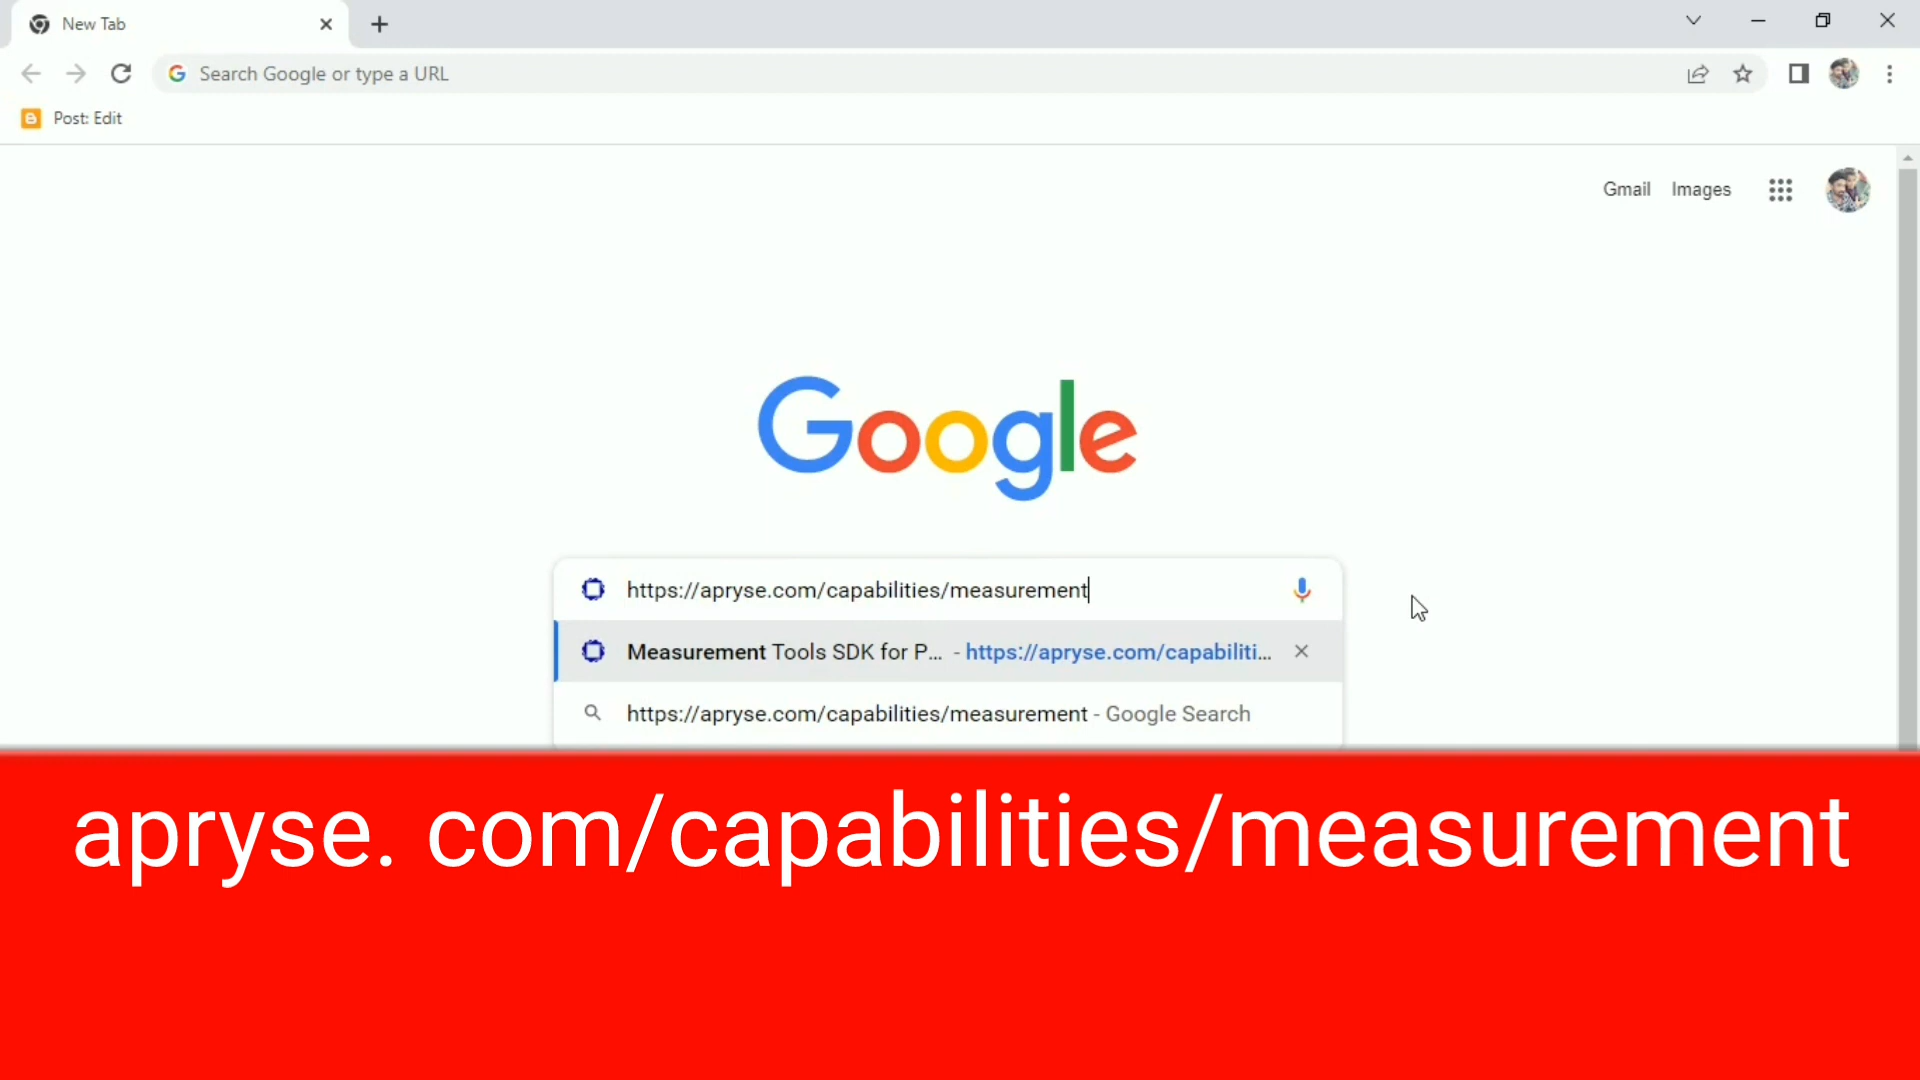 New Tab
Search Google or type a URL
Post: Edit
Gmail Images
Google
https://apryse.com/capabilities/measurement
Measurement Tools SDK for P... - https://apryse.com/capabiliti...
https://apryse.com/capabilities/measurement - Google Search
apryse. com/capabilities/measurement